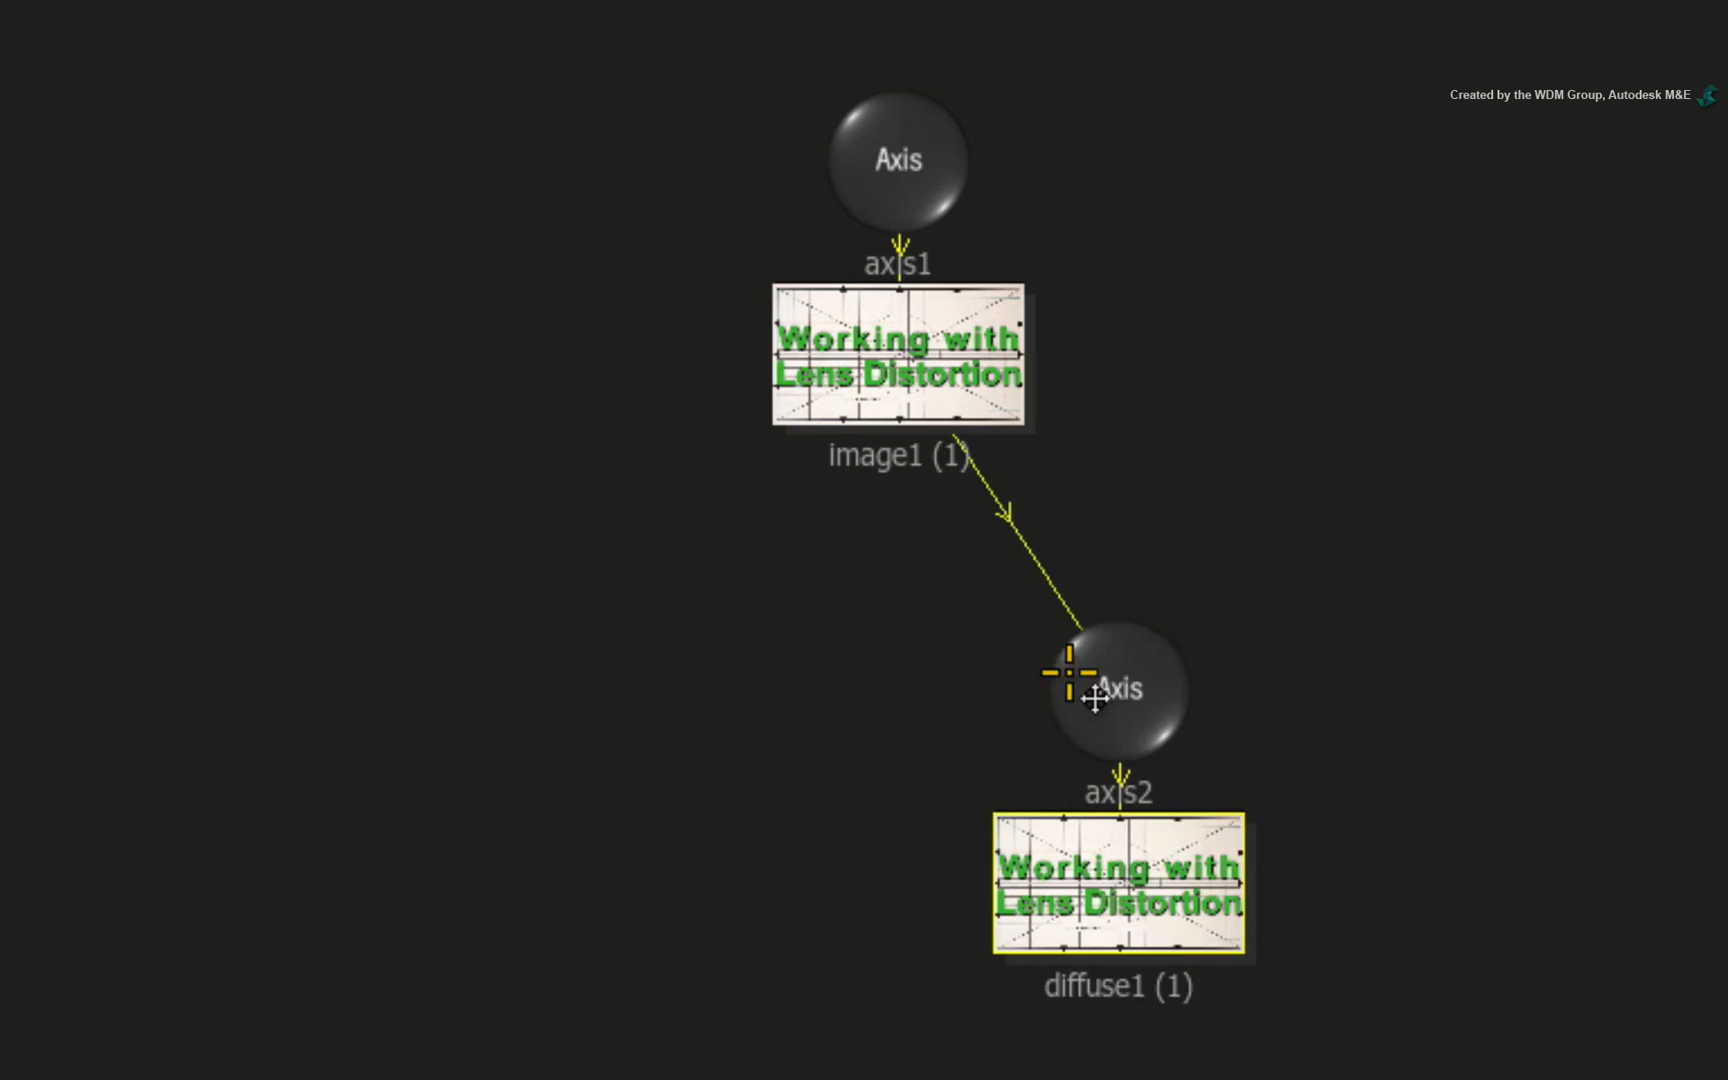 Created by the WDM Group, Autodesk M&E
Axis
axis1
Working with
Lens Distortion
image1 (1)
Axis
axis2
Working with
Lens Distortion
diffuse1 (1)